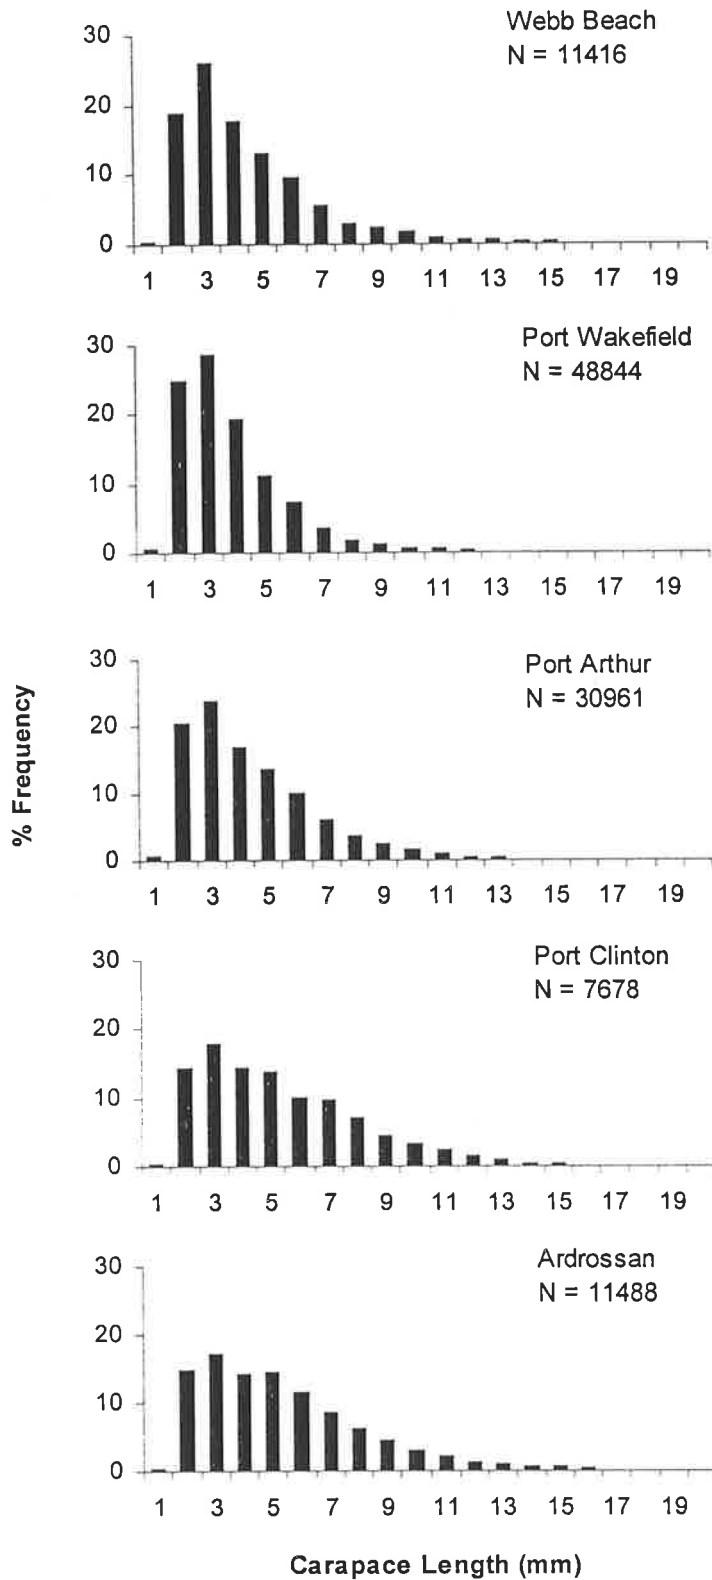 Webb Beach
N = 11416
30
20
10
0
1 3 5 7 9 11 13 15 17 19
Port Wakefield
N = 48844
30
20
10
0
1 3 5 7 9 11 13 15 17 19
Port Arthur
N = 30961
30
20
10
0
1 3 5 7 9 11 13 15 17 19
% Frequency
Port Clinton
N = 7678
30
20
10
0
1 3 5 7 9 11 13 15 17 19
Ardrossan
N = 11488
30
20
10
0
1 3 5 7 9 11 13 15 17 19
Carapace Length (mm)